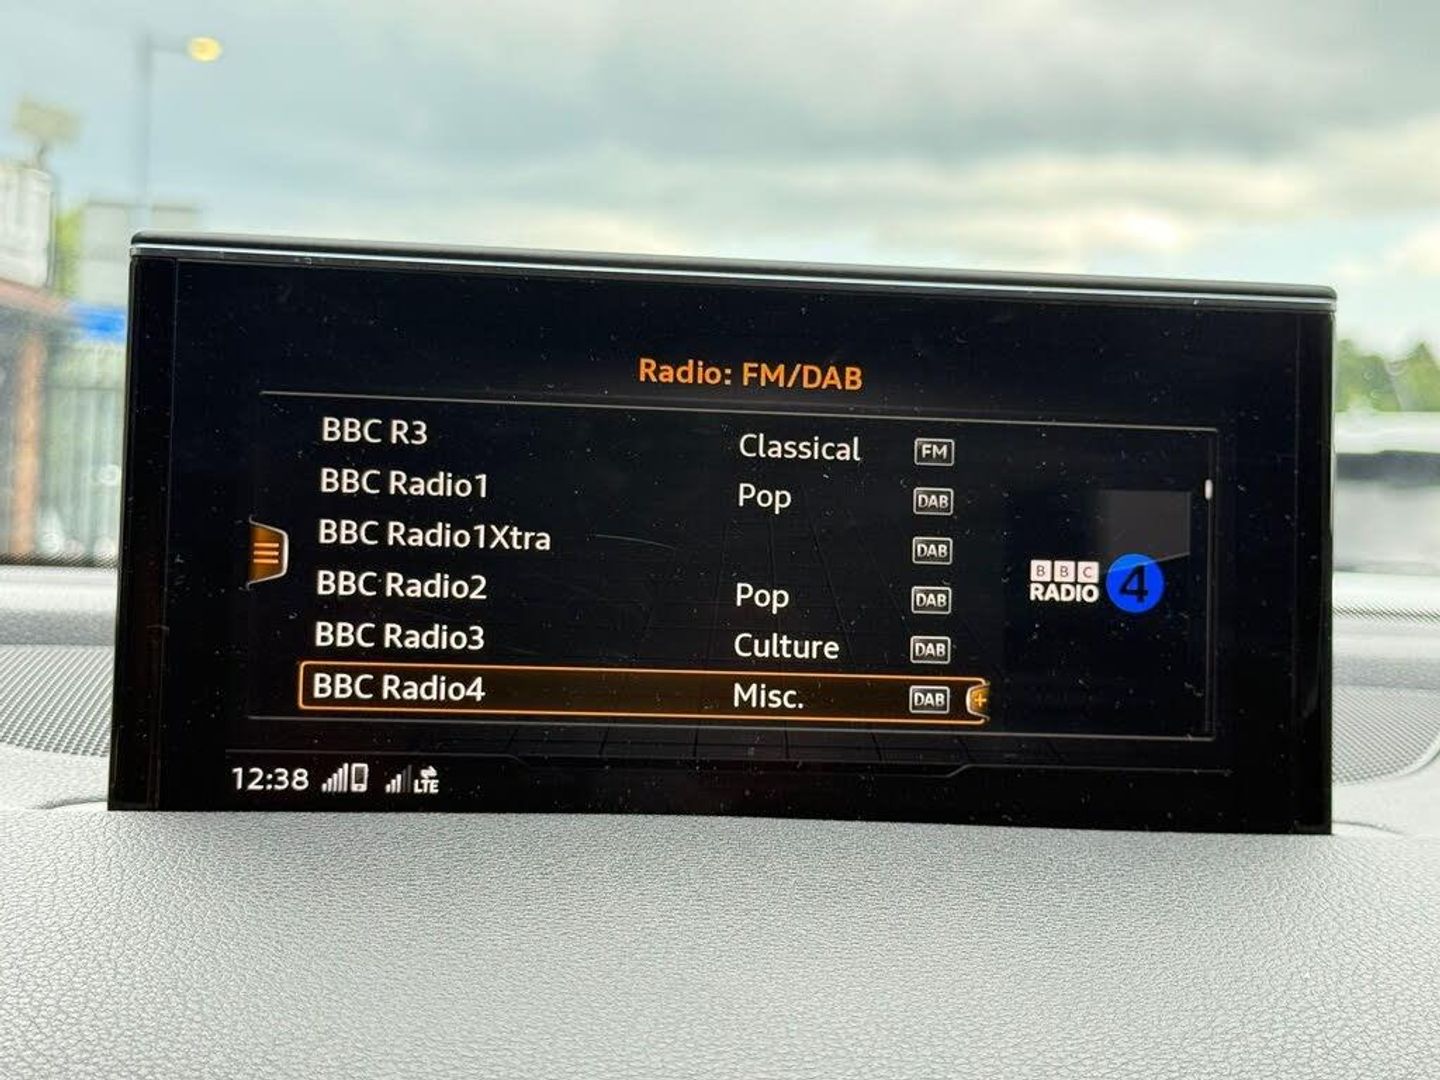 Radio: FM/DAB
BBC R3 Classical FM
BBC Radio1 Pop DAB
BBC Radio1Xtra DAB
BBC Radio2 Pop DAB
BBC Radio3 Culture DAB
BBC Radio4 Misc. DAB
BBC
RADIO 4
12:38 LTE